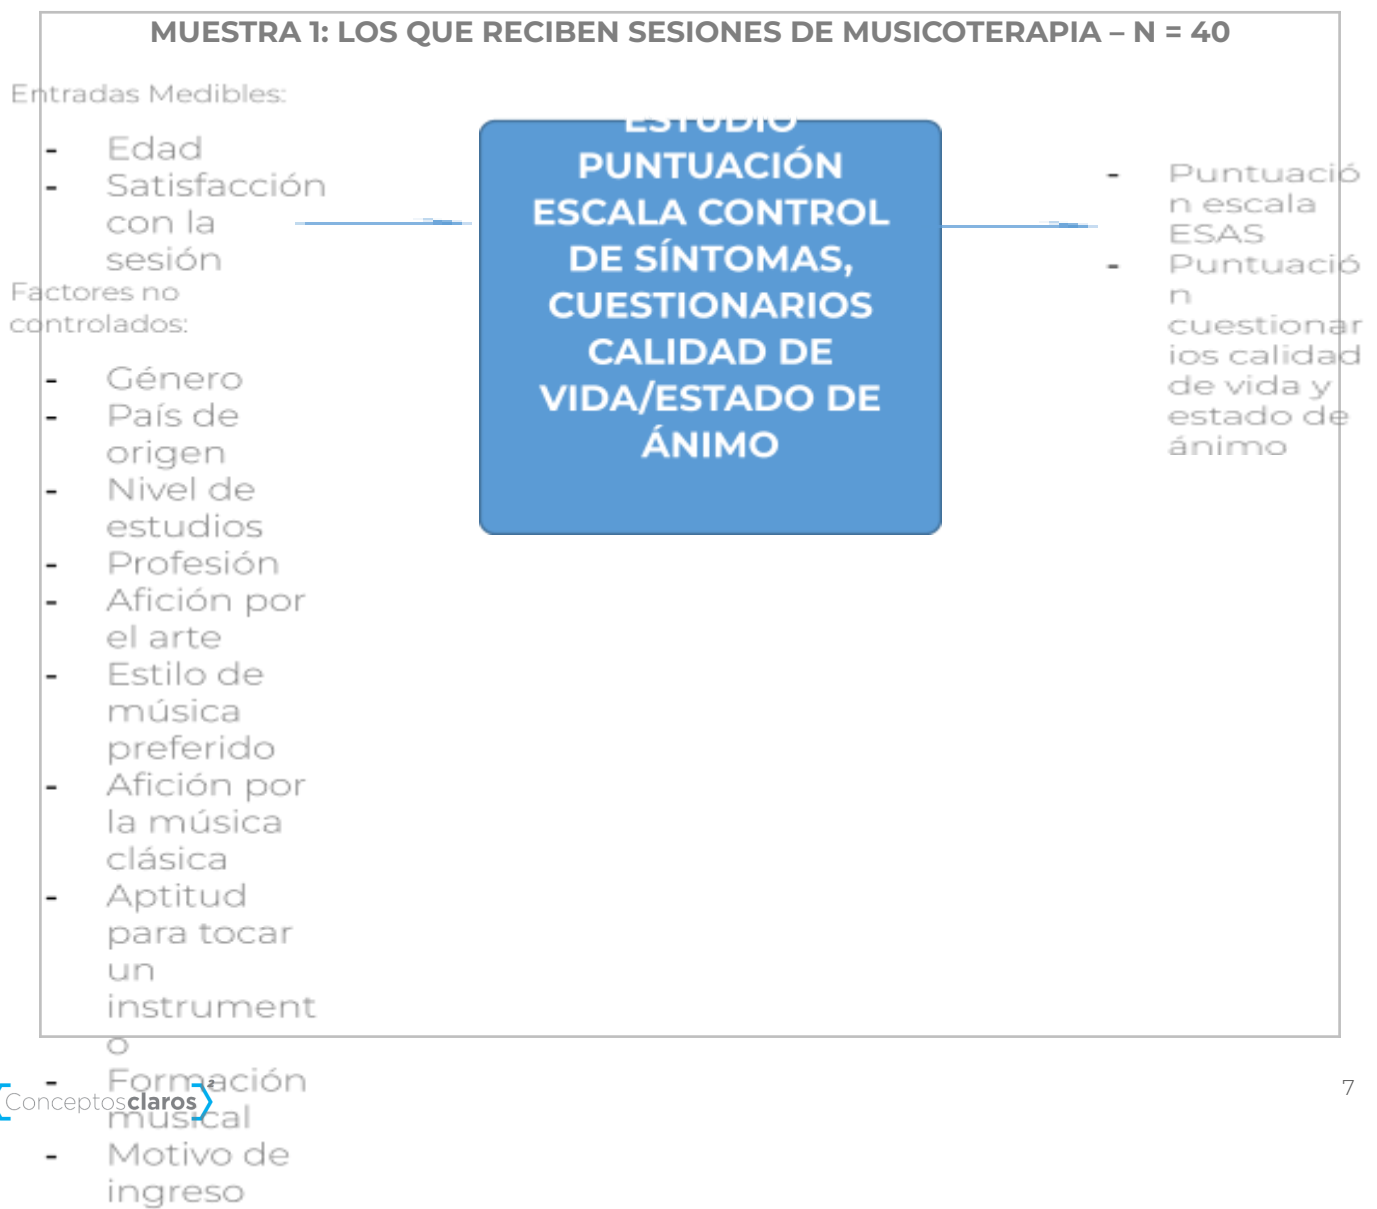 MUESTRA 1: LOS QUE RECIBEN SESIONES DE MUSICOTERAPIA – N = 40
Entradas Medibles:
- Edad
- Satisfacción
con la
sesión
Factores no
controlados:
- Género
- País de
origen
- Nivel de
estudios
- Profesión
- Afición por
el arte
- Estilo de
música
preferido
- Afición por
la música
clásica
- Aptitud
para tocar
un
instrument
o
- Formación
musical
- Motivo de
ingreso
ESTUDIO
PUNTUACIÓN
ESCALA CONTROL
DE SÍNTOMAS,
CUESTIONARIOS
CALIDAD DE
VIDA/ESTADO DE
ÁNIMO
- Puntuació
n escala
ESAS
- Puntuació
n
cuestionar
ios calidad
de vida y
estado de
ánimo
Conceptosclaros 2
7